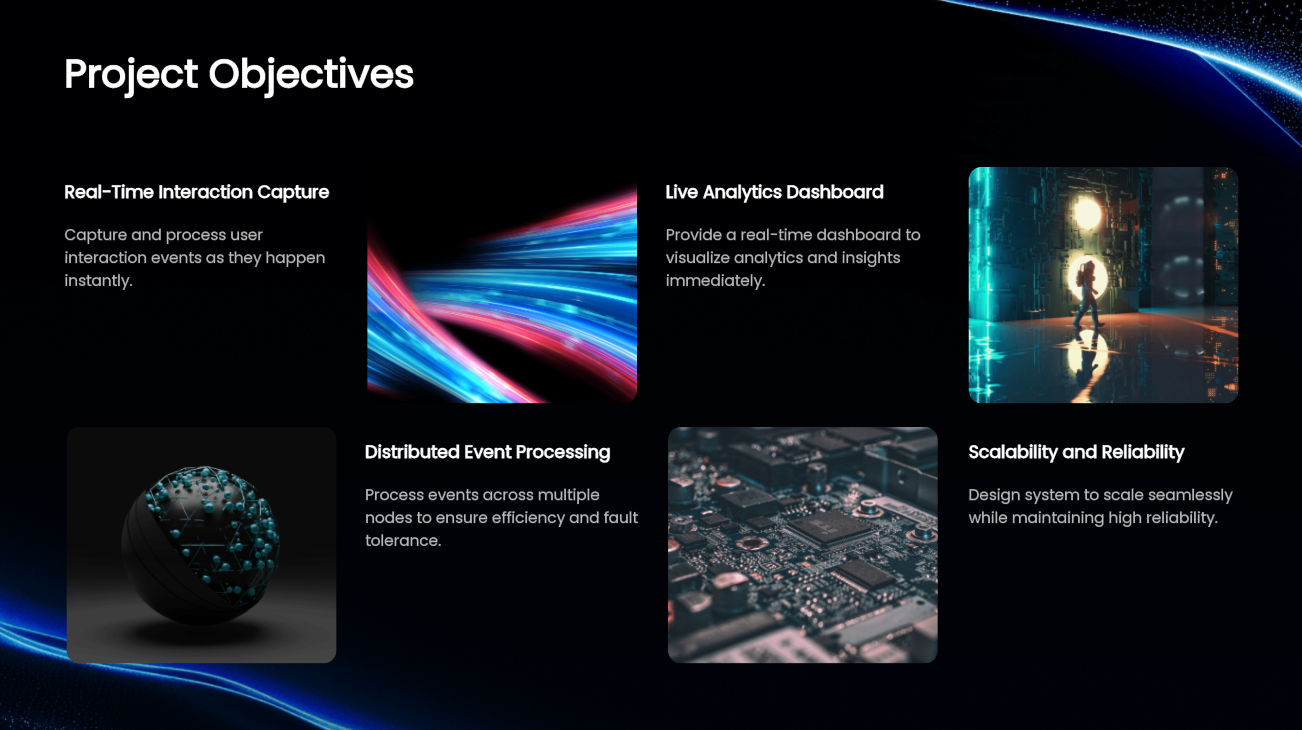 Project Objectives
Real-Time Interaction Capture
Capture and process user
interaction events as they happen
instantly.
Live Analytics Dashboard
Provide a real-time dashboard to
visualize analytics and insights
immediately.
Distributed Event Processing
Process events across multiple
nodes to ensure efficiency and fault
tolerance.
Scalability and Reliability
Design system to scale seamlessly
while maintaining high reliability.